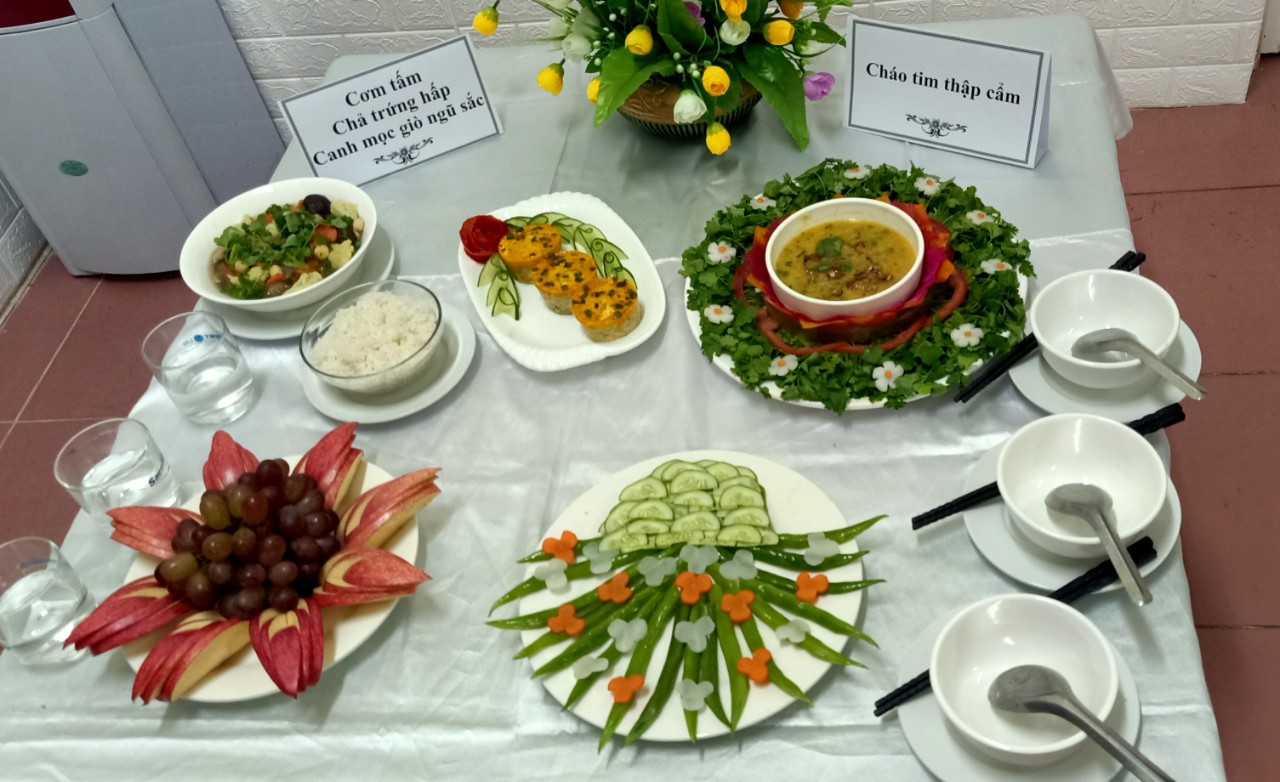 Cơm tấm
Chả trứng hấp
Canh mọc giò ngũ sắc
Cháo tim thập cẩm